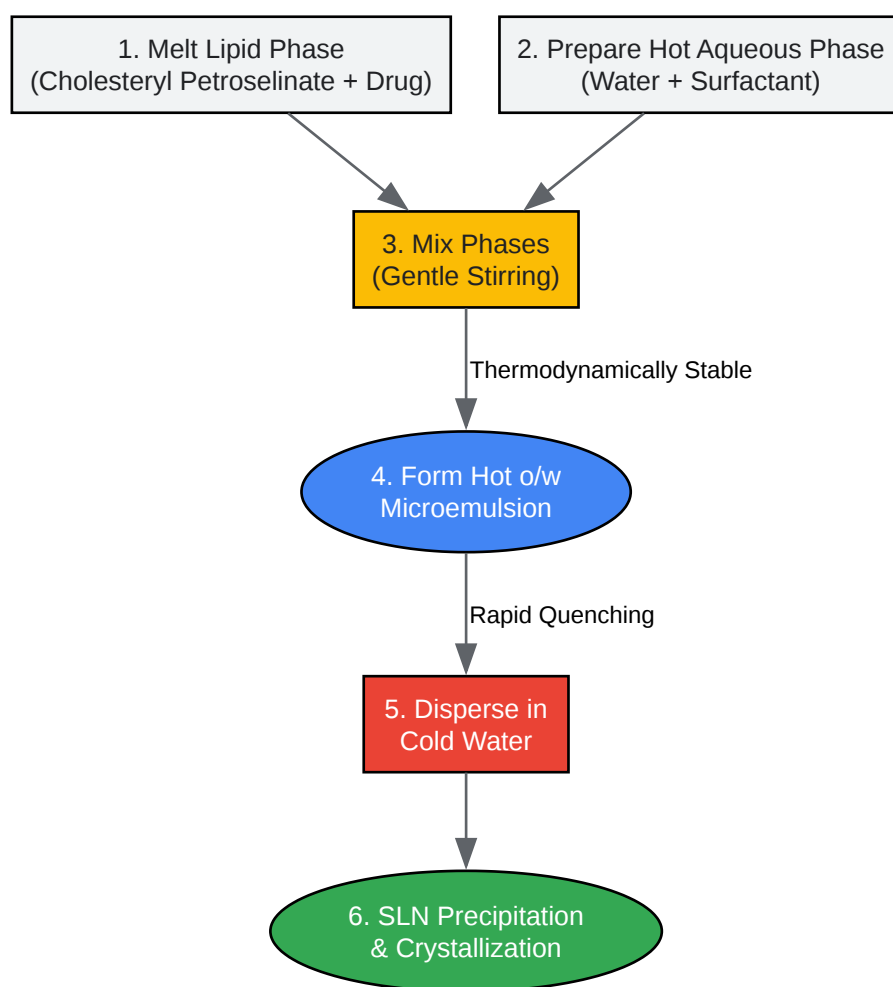 1. Melt Lipid Phase
(Cholesteryl Petroselinate + Drug)
2. Prepare Hot Aqueous Phase
(Water + Surfactant)
3. Mix Phases
(Gentle Stirring)
Thermodynamically Stable
4. Form Hot o/w
Microemulsion
Rapid Quenching
5. Disperse in
Cold Water
6. SLN Precipitation
& Crystallization